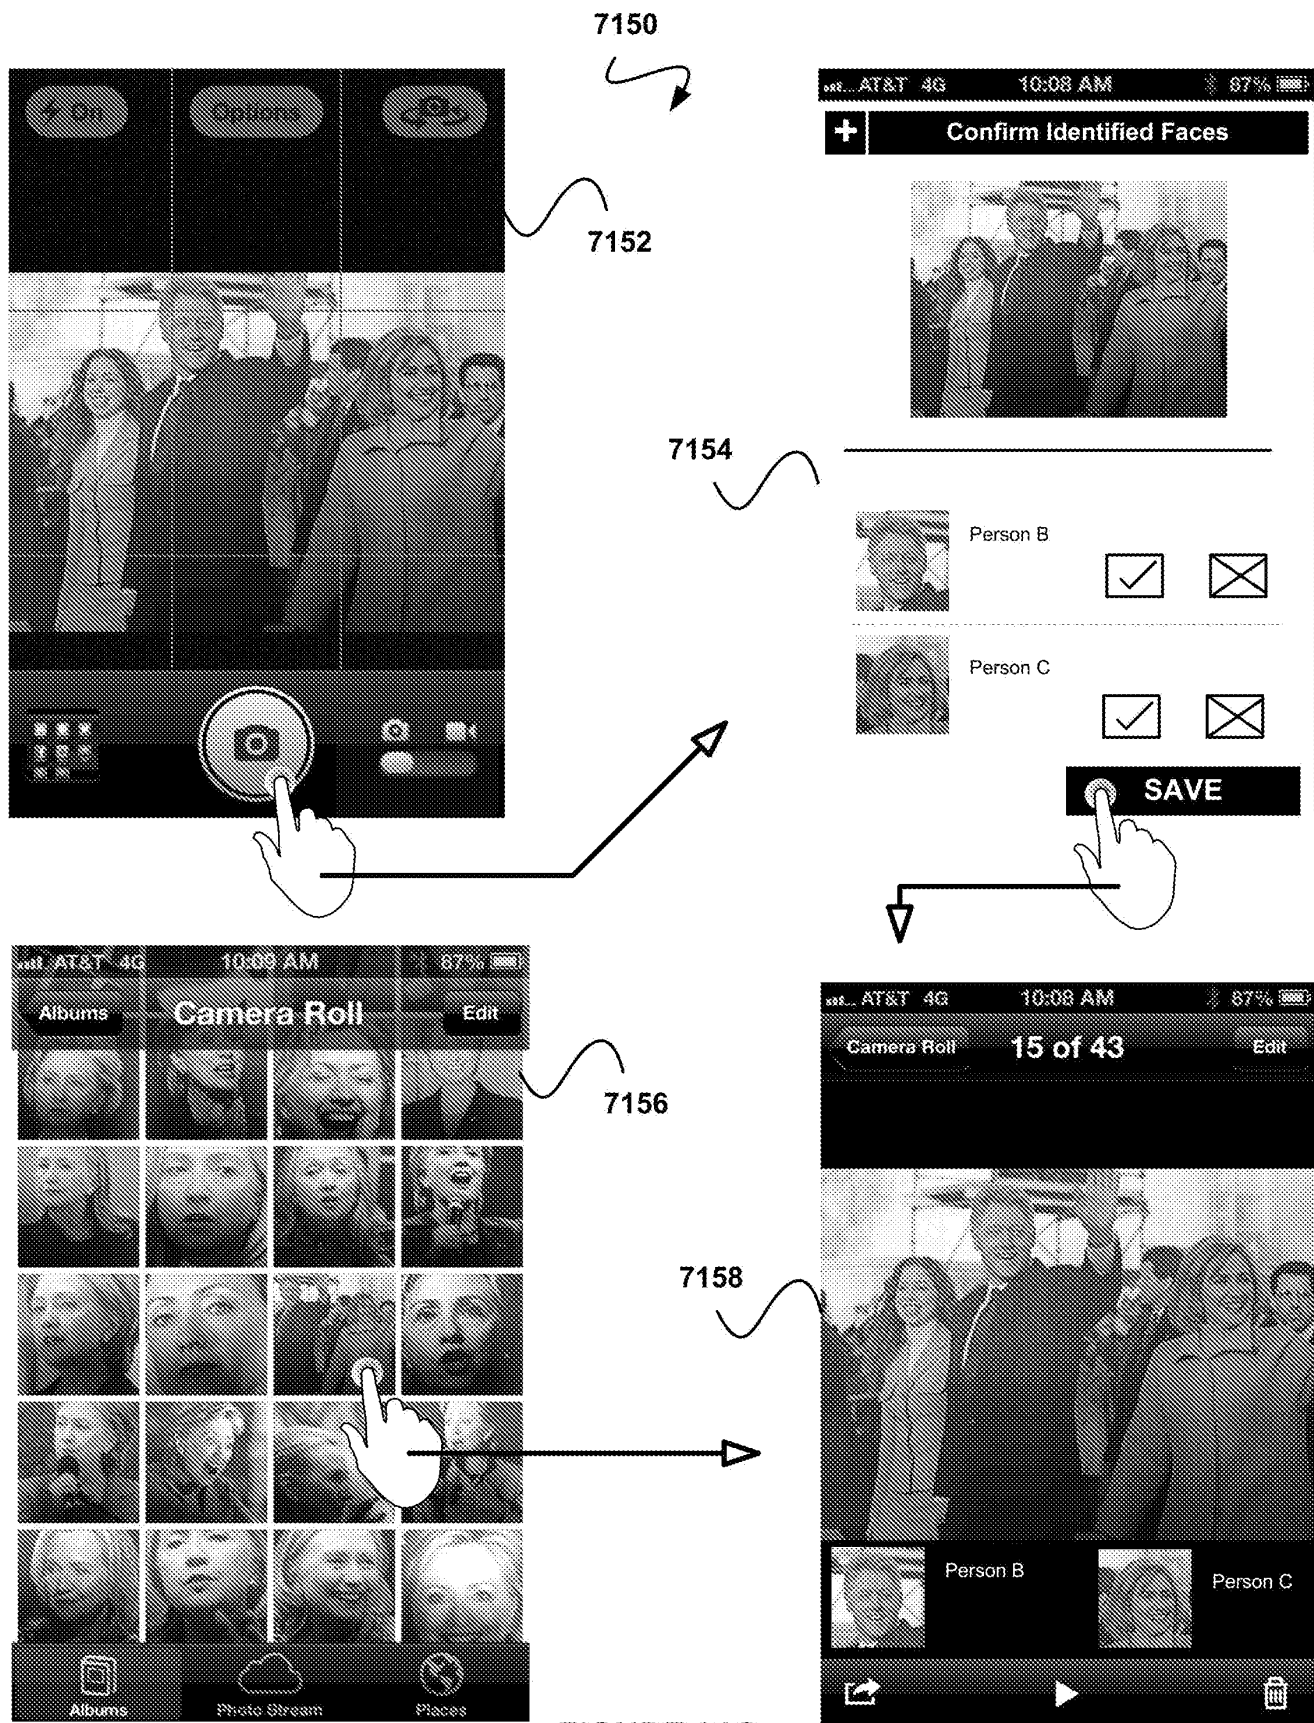 7150
On
Options
7152
AT&T 4G 10:08 AM 87%
Confirm Identified Faces
7154
Person B
Person C
SAVE
AT&T 4G 10:09 AM 87%
Albums Camera Roll Edit
7156
Albums Photo Stream Places
AT&T 4G 10:08 AM 87%
Camera Roll 15 of 43 Edit
7158
Person B
Person C